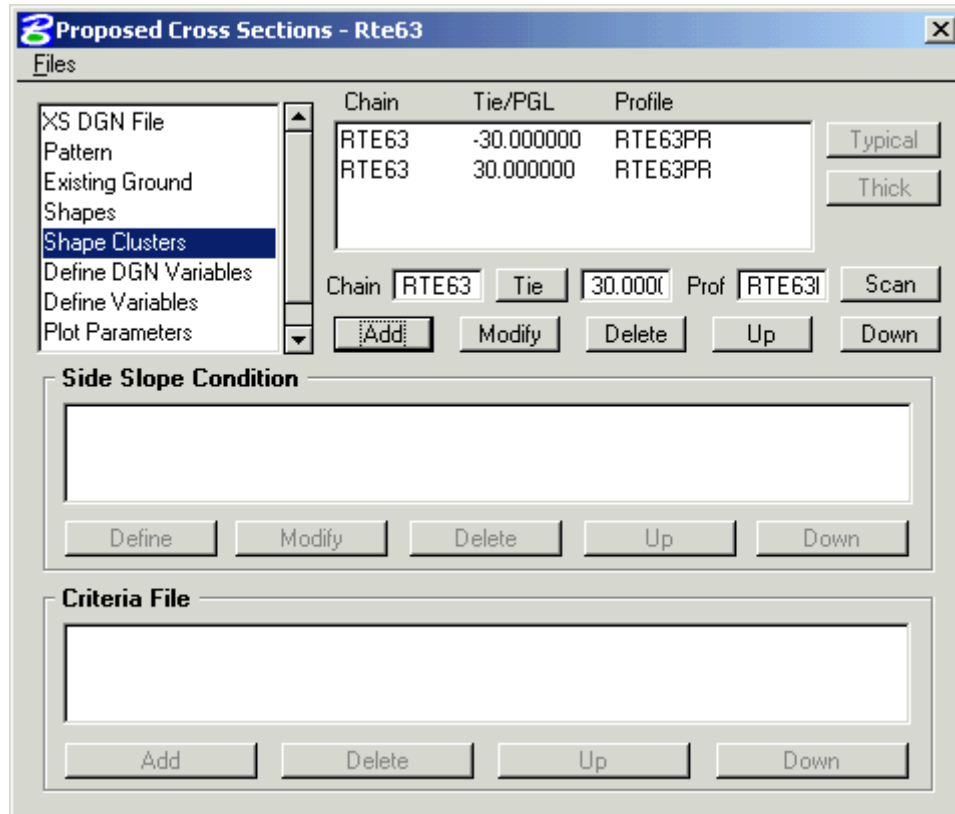 Proposed Cross Sections - Rte63
Files
XS DGN File
Pattern
Existing Ground
Shapes
Shape Clusters
Define DGN Variables
Define Variables
Plot Parameters
Chain Tie/PGL Profile
RTE63 -30.000000 RTE63PR
RTE63 30.000000 RTE63PR
Typical
Thick
Chain RTE63 Tie 30.000( Prof RTE63I Scan
Add Modify Delete Up Down
Side Slope Condition
Define Modify Delete Up Down
Criteria File
Add Delete Up Down